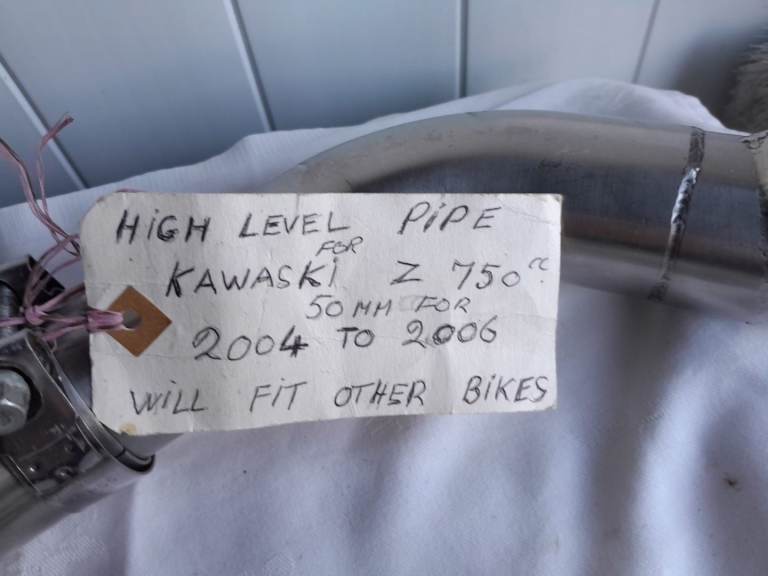 HiGH LEVEL PiPE
FOR
KAWASKI Z 750cc
50 MM FOR
2004 TO 2006
WiLL FiT OTHER BiKES